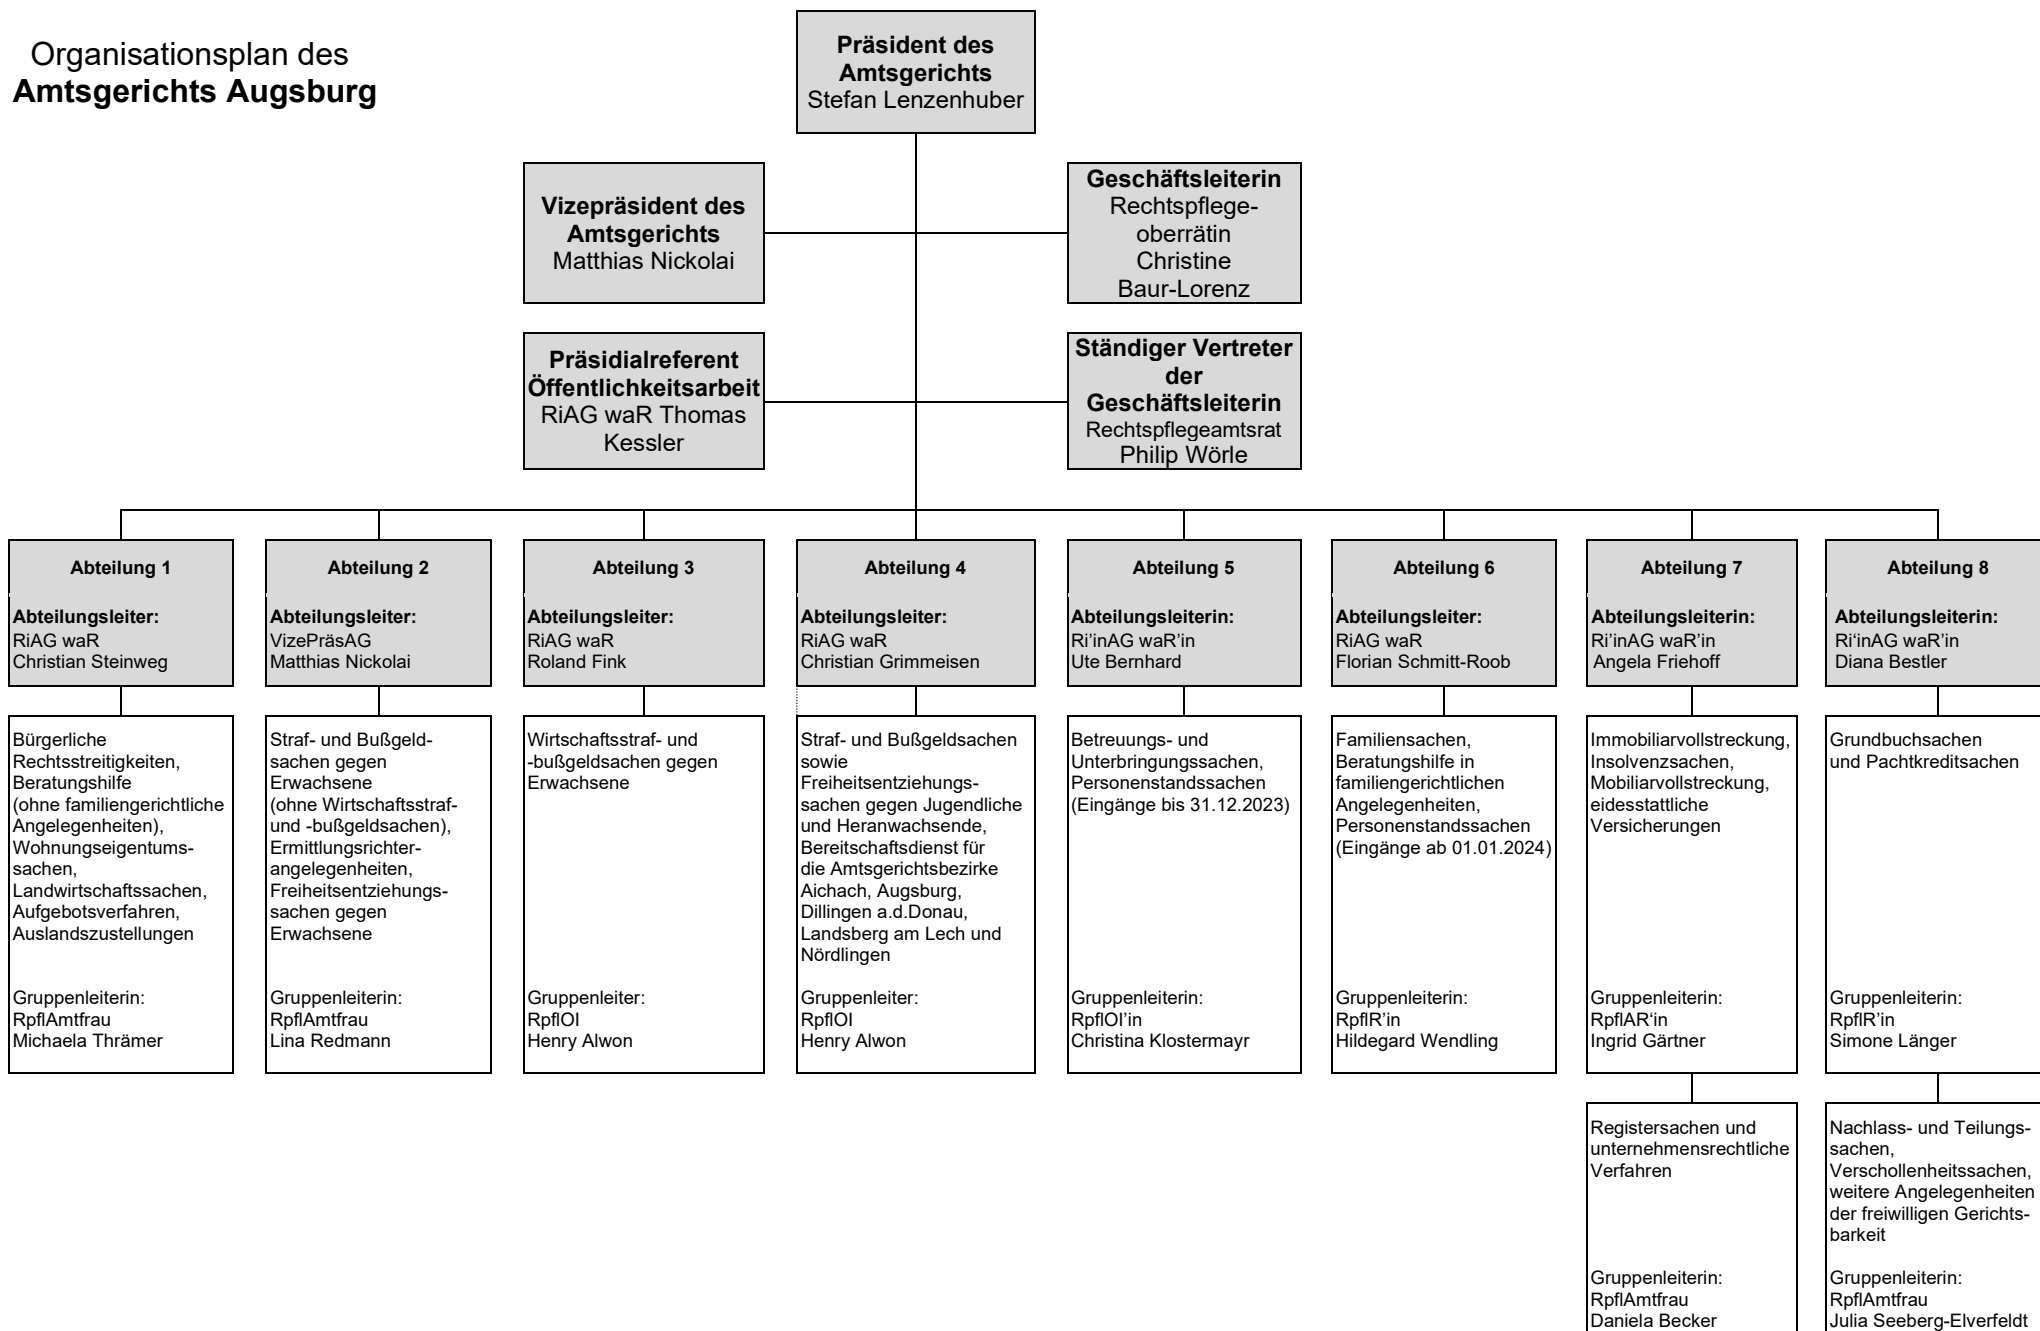 Organisationsplan des
Amtsgerichts Augsburg
Präsident des
Amtsgerichts
Stefan Lenzenhuber
Vizepräsident des
Amtsgerichts
Matthias Nickolai
Geschäftsleiterin
Rechtspflege-
oberrätin
Christine
Baur-Lorenz
Präsidialreferent
Öffentlichkeitsarbeit
RiAG waR Thomas
Kessler
Ständiger Vertreter
der
Geschäftsleiterin
Rechtspflegeamtsrat
Philip Wörle
Abteilung 1
Abteilungsleiter:
RiAG waR
Christian Steinweg
Bürgerliche
Rechtsstreitigkeiten,
Beratungshilfe
(ohne familiengerichtliche
Angelegenheiten),
Wohnungseigentums-
sachen,
Landwirtschaftssachen,
Aufgebotsverfahren,
Auslandszustellungen
Gruppenleiterin:
RpflAmtfrau
Michaela Thrämer
Abteilung 2
Abteilungsleiter:
VizePräsAG
Matthias Nickolai
Straf- und Bußgeld-
sachen gegen
Erwachsene
(ohne Wirtschaftsstraf-
und -bußgeldsachen),
Ermittlungsrichter-
angelegenheiten,
Freiheitsentziehungs-
sachen gegen
Erwachsene
Gruppenleiterin:
RpflAmtfrau
Lina Redmann
Abteilung 3
Abteilungsleiter:
RiAG waR
Roland Fink
Wirtschaftsstraf- und
-bußgeldsachen gegen
Erwachsene
Gruppenleiter:
RpflOI
Henry Alwon
Abteilung 4
Abteilungsleiter:
RiAG waR
Christian Grimmeisen
Straf- und Bußgeldsachen
sowie
Freiheitsentziehungs-
sachen gegen Jugendliche
und Heranwachsende,
Bereitschaftsdienst für
die Amtsgerichtsbezirke
Aichach, Augsburg,
Dillingen a.d.Donau,
Landsberg am Lech und
Nördlingen
Gruppenleiter:
RpflOI
Henry Alwon
Abteilung 5
Abteilungsleiterin:
Ri’inAG waR’in
Ute Bernhard
Betreuungs- und
Unterbringungssachen,
Personenstandssachen
(Eingänge bis 31.12.2023)
Gruppenleiterin:
RpflOI’in
Christina Klostermayr
Abteilung 6
Abteilungsleiter:
RiAG waR
Florian Schmitt-Roob
Familiensachen,
Beratungshilfe in
familiengerichtlichen
Angelegenheiten,
Personenstandssachen
(Eingänge ab 01.01.2024)
Gruppenleiterin:
RpflR’in
Hildegard Wendling
Abteilung 7
Abteilungsleiterin:
Ri’inAG waR’in
Angela Friehoff
Immobiliarvollstreckung,
Insolvenzsachen,
Mobiliarvollstreckung,
eidesstattliche
Versicherungen
Gruppenleiterin:
RpflAR‘in
Ingrid Gärtner
Registersachen und
unternehmensrechtliche
Verfahren
Gruppenleiterin:
RpflAmtfrau
Daniela Becker
Abteilung 8
Abteilungsleiterin:
Ri‘inAG waR’in
Diana Bestler
Grundbuchsachen
und Pachtkreditsachen
Gruppenleiterin:
RpflR’in
Simone Länger
Nachlass- und Teilungs-
sachen,
Verschollenheitssachen,
weitere Angelegenheiten
der freiwilligen Gerichts-
barkeit
Gruppenleiterin:
RpflAmtfrau
Julia Seeberg-Elverfeldt